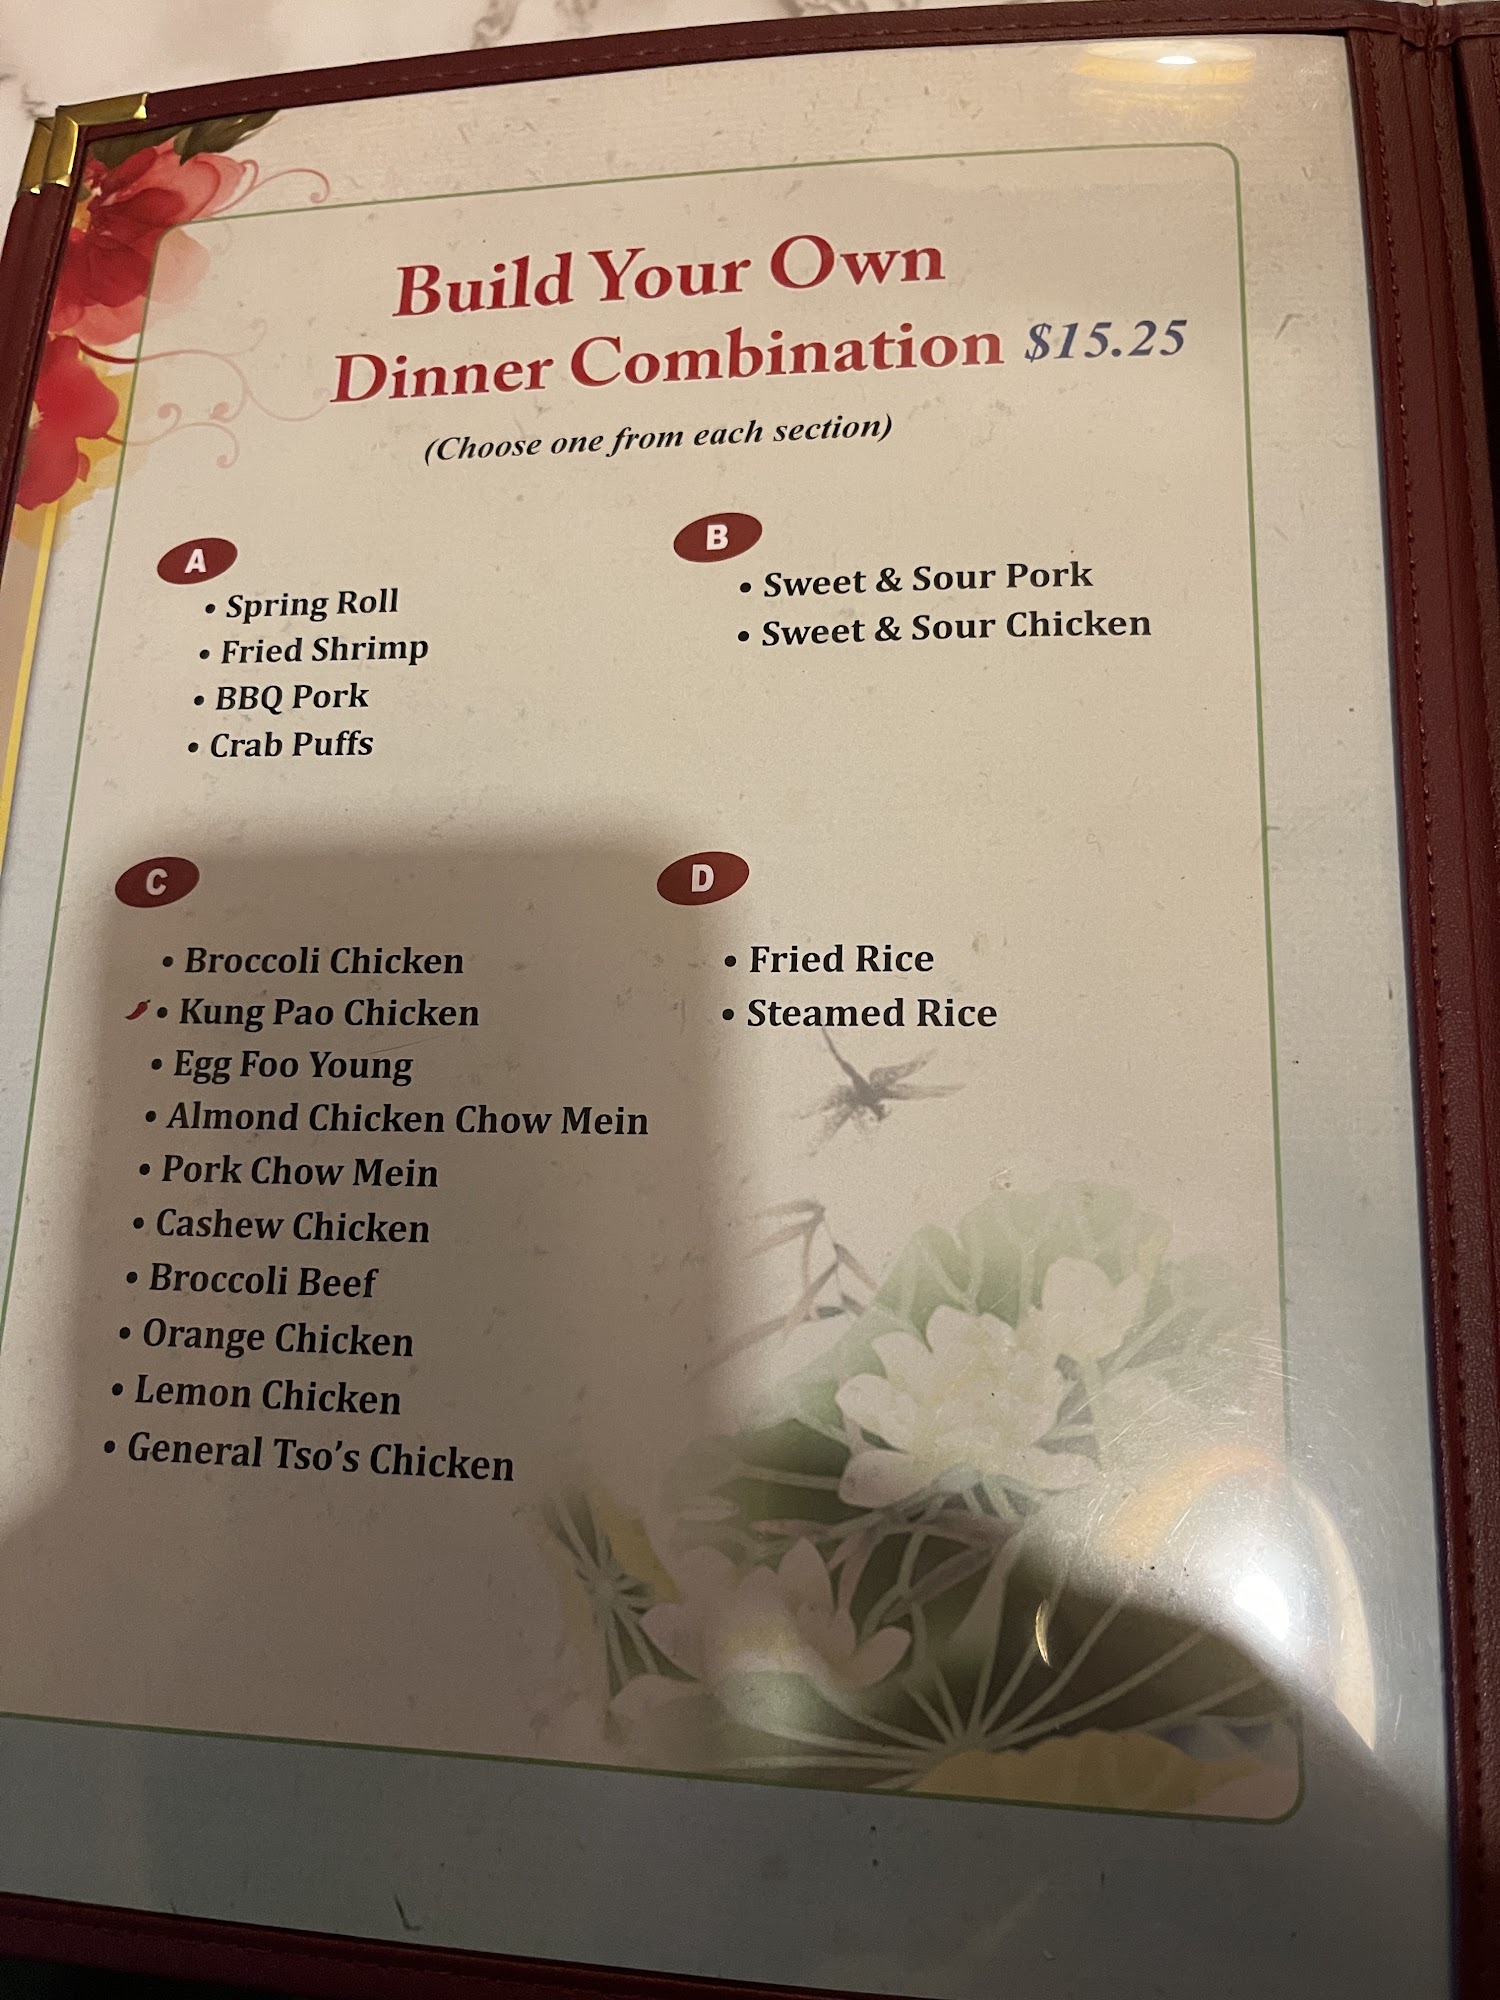 Build Your Own
Dinner Combination $15.25
(Choose one from each section)
A
• Spring Roll
• Fried Shrimp
• BBQ Pork
• Crab Puffs
B
• Sweet & Sour Pork
• Sweet & Sour Chicken
C
• Broccoli Chicken
• Kung Pao Chicken
• Egg Foo Young
• Almond Chicken Chow Mein
• Pork Chow Mein
• Cashew Chicken
• Broccoli Beef
• Orange Chicken
• Lemon Chicken
• General Tso's Chicken
D
• Fried Rice
• Steamed Rice